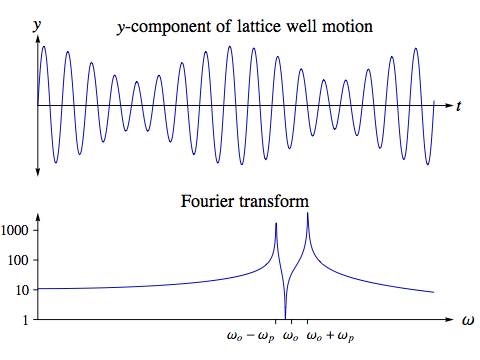 y-component of lattice well motion
y
t
Fourier transform
1000
100
10
1
ω
ωₒ − ωₚ ωₒ ωₒ + ωₚ